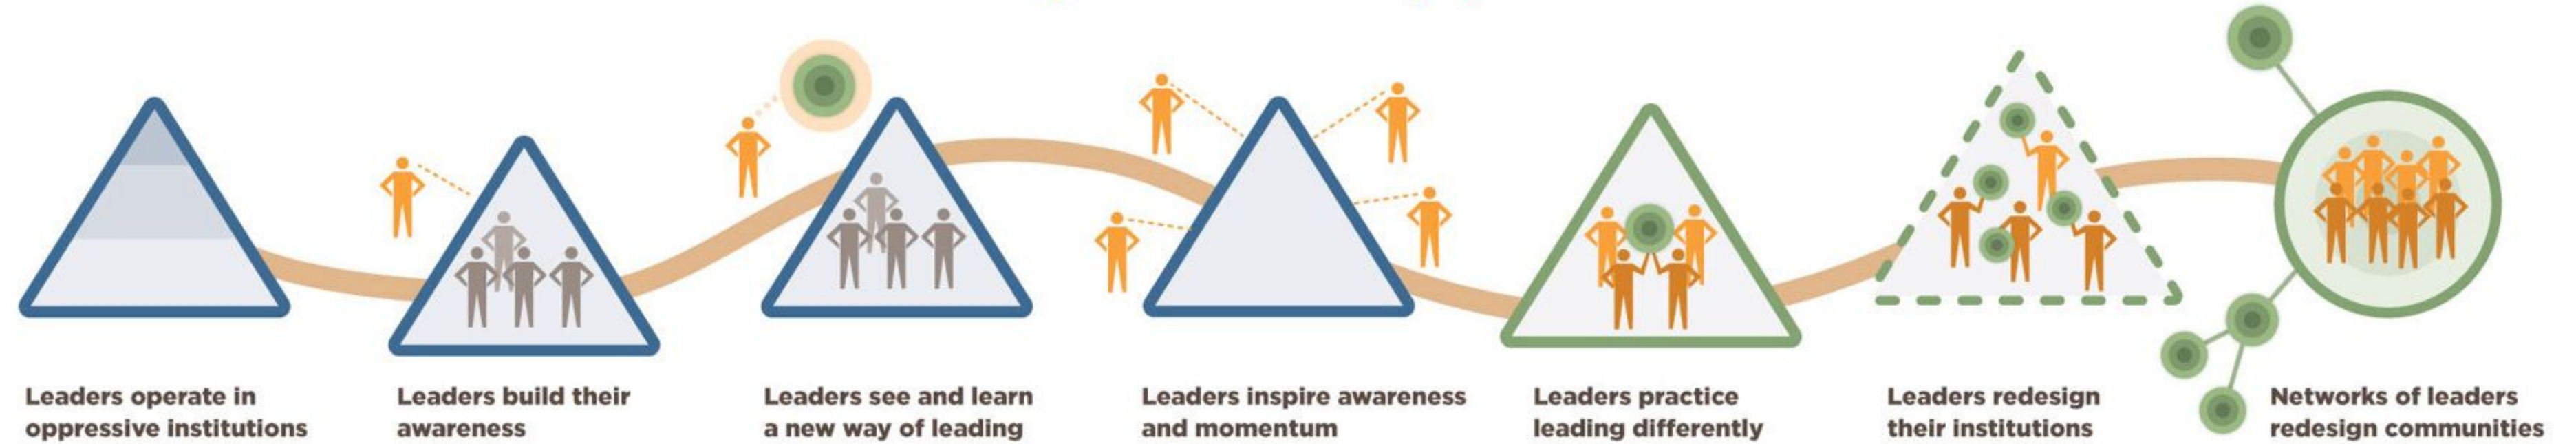 Leaders operate in
oppressive institutions
Leaders build their
awareness
Leaders see and learn
a new way of leading
Leaders inspire awareness
and momentum
Leaders practice
leading differently
Leaders redesign
their institutions
Networks of leaders
redesign communities